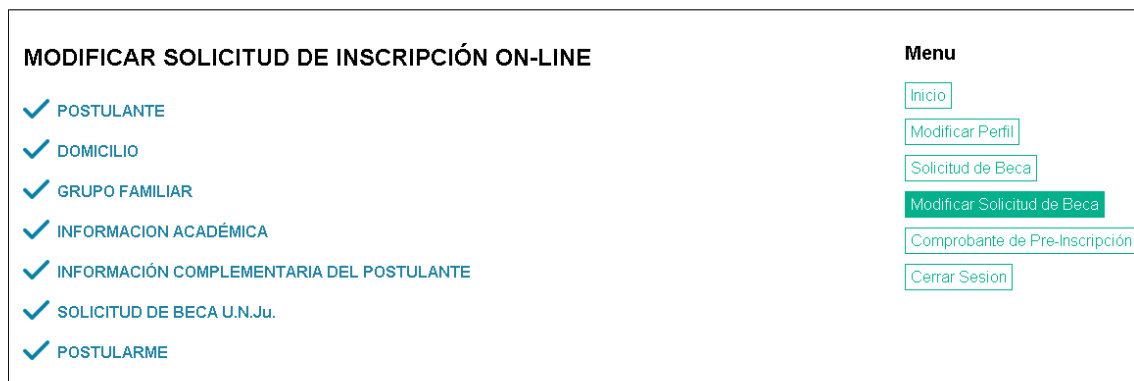 MODIFICAR SOLICITUD DE INSCRIPCIÓN ON-LINE
POSTULANTE
DOMICILIO
GRUPO FAMILIAR
INFORMACION ACADÉMICA
INFORMACIÓN COMPLEMENTARIA DEL POSTULANTE
SOLICITUD DE BECA U.N.Ju.
POSTULARME
Menu
Inicio
Modificar Perfil
Solicitud de Beca
Modificar Solicitud de Beca
Comprobante de Pre-Inscripción
Cerrar Sesion